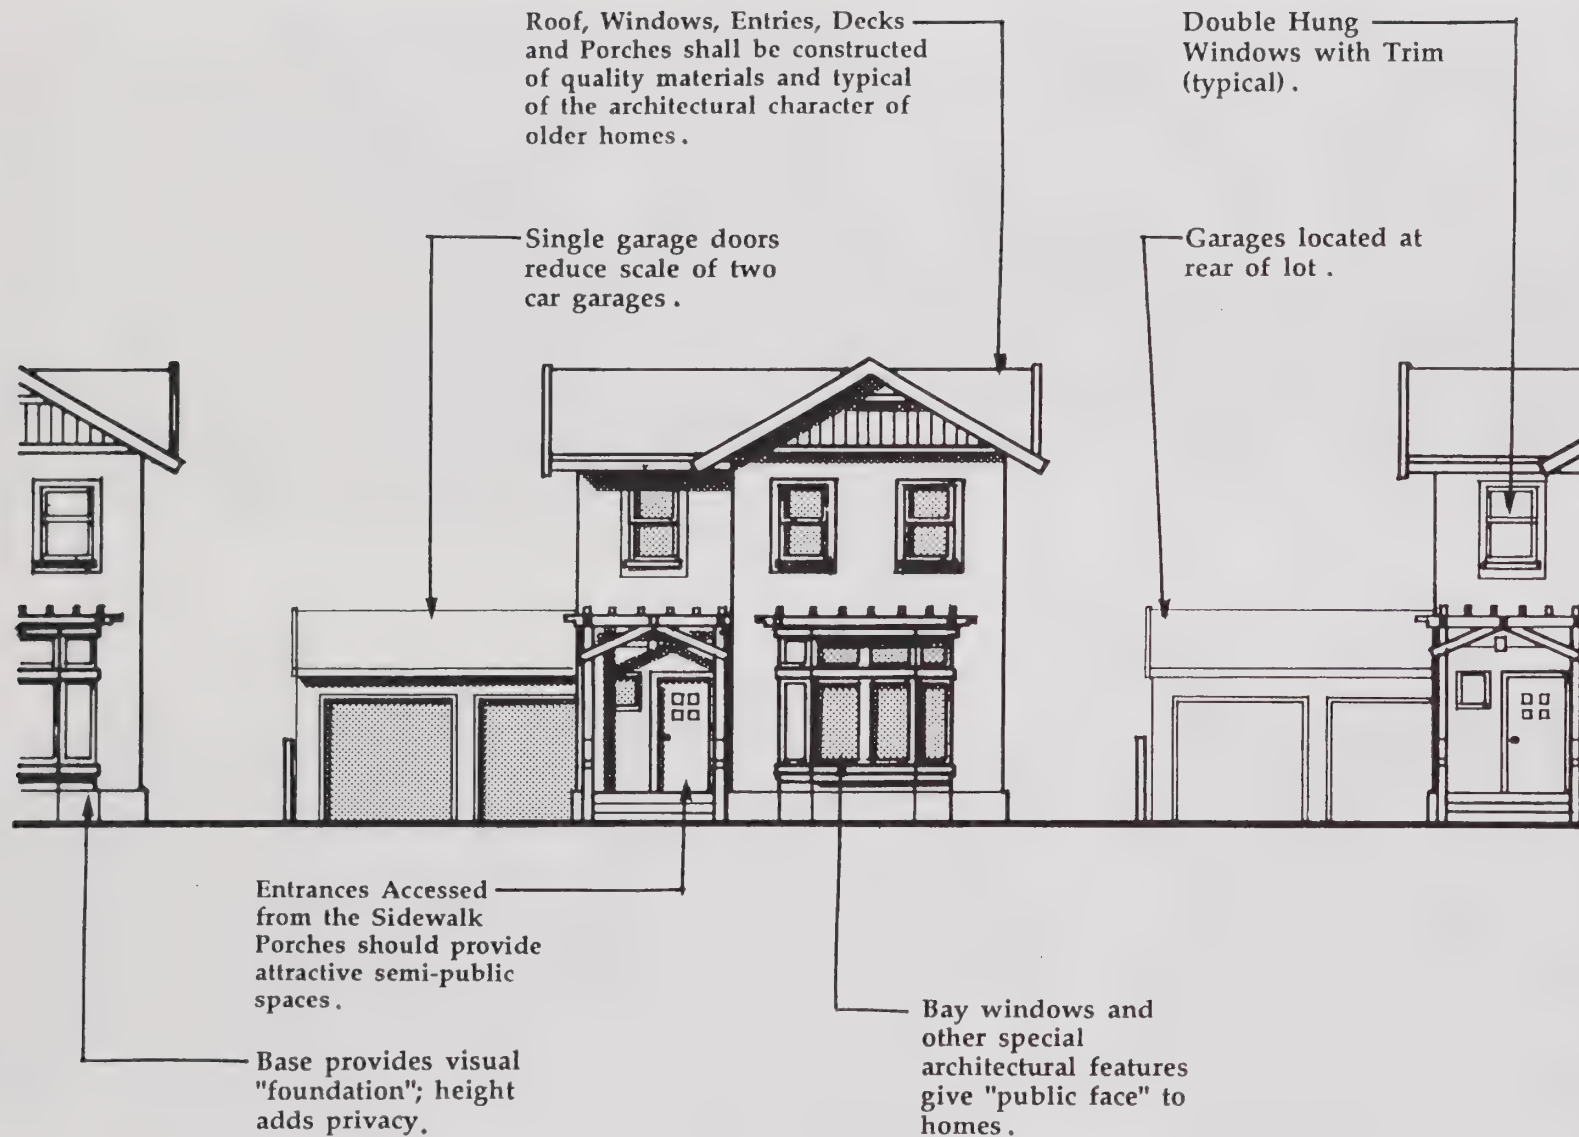 Roof, Windows, Entries, Decks
and Porches shall be constructed
of quality materials and typical
of the architectural character of
older homes.
Double Hung
Windows with Trim
(typical).
Single garage doors
reduce scale of two
car garages.
Garages located at
rear of lot.
Entrances Accessed
from the Sidewalk
Porches should provide
attractive semi-public
spaces.
Base provides visual
"foundation"; height
adds privacy.
Bay windows and
other special
architectural features
give "public face" to
homes.